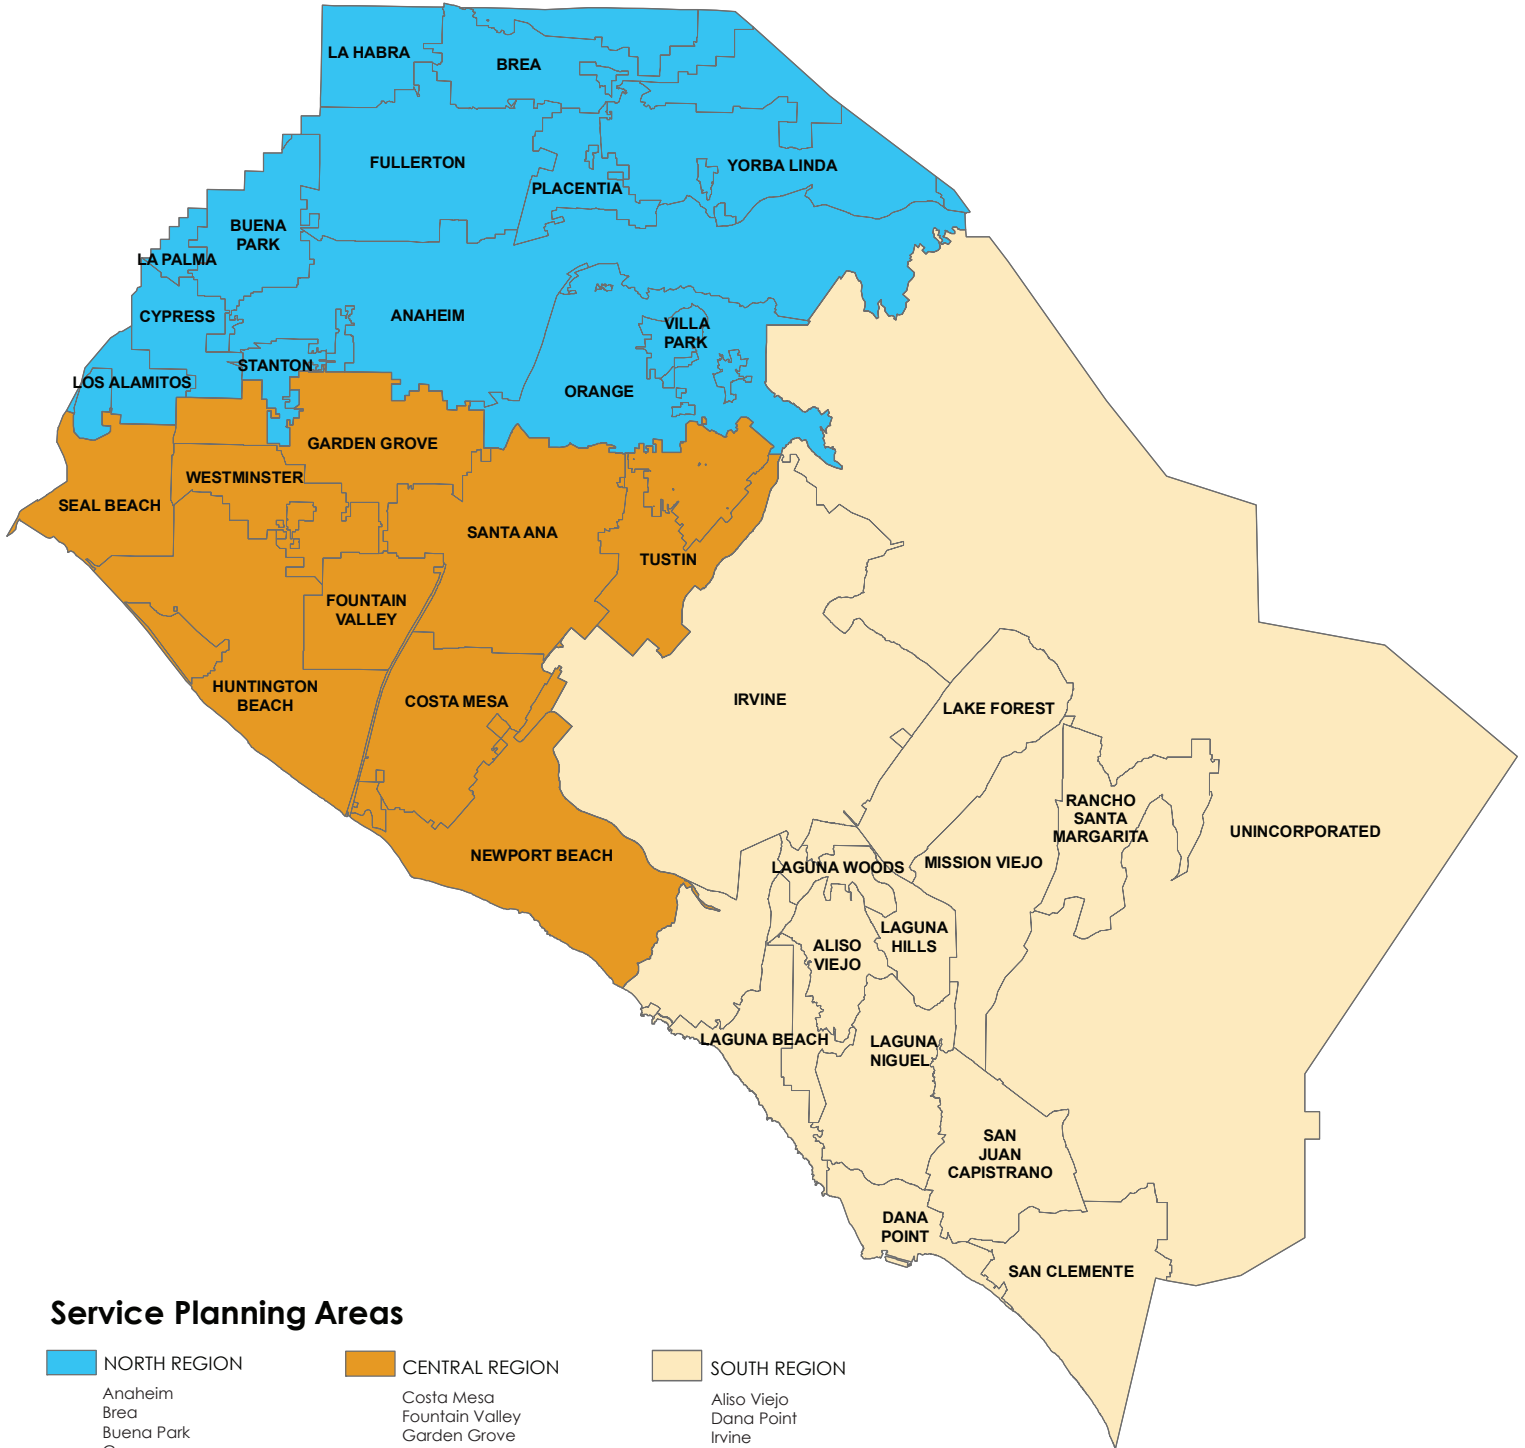 LA HABRA
BREA
FULLERTON
YORBA LINDA
PLACENTIA
BUENA
PARK
LA PALMA
CYPRESS
ANAHEIM
VILLA
PARK
STANTON
LOS ALAMITOS
ORANGE
GARDEN GROVE
WESTMINSTER
SEAL BEACH
SANTA ANA
TUSTIN
FOUNTAIN
VALLEY
HUNTINGTON
BEACH
COSTA MESA
IRVINE
LAKE FOREST
RANCHO
SANTA
MARGARITA
UNINCORPORATED
NEWPORT BEACH
LAGUNA WOODS
MISSION VIEJO
LAGUNA
HILLS
ALISO
VIEJO
LAGUNA BEACH
LAGUNA
NIGUEL
SAN
JUAN
CAPISTRANO
DANA
POINT
SAN CLEMENTE
Service Planning Areas
NORTH REGION
Anaheim
Brea
Buena Park
CENTRAL REGION
Costa Mesa
Fountain Valley
Garden Grove
SOUTH REGION
Aliso Viejo
Dana Point
Irvine